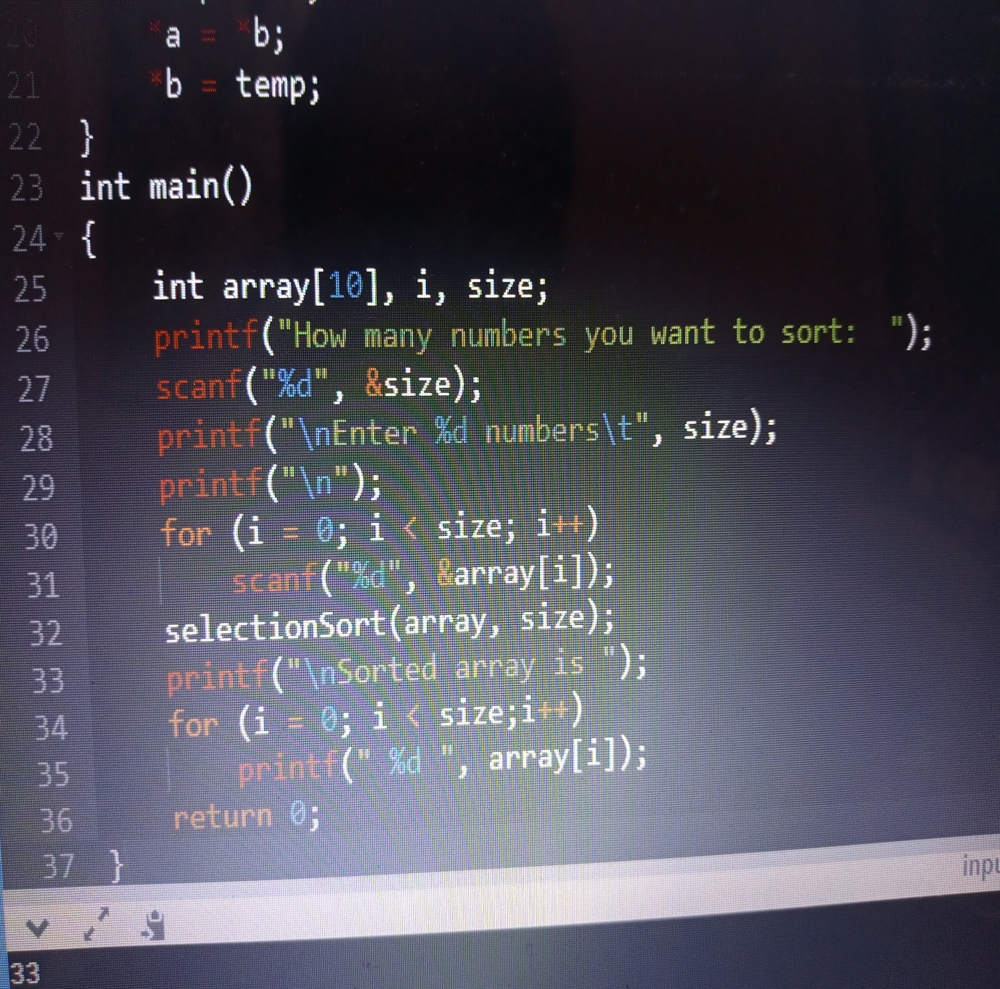 20 *a = *b;
21 *b = temp;
22 }
23 int main()
24 {
25 int array[10], i, size;
26 printf("How many numbers you want to sort:  ");
27 scanf("%d", &size);
28 printf("\nEnter %d numbers\t", size);
29 printf("\n");
30 for (i = 0; i < size; i++)
31 scanf("%d", &array[i]);
32 selectionSort(array, size);
33 printf("\nSorted array is ");
34 for (i = 0; i < size;i++)
35 printf(" %d ", array[i]);
36 return 0;
37 }
33